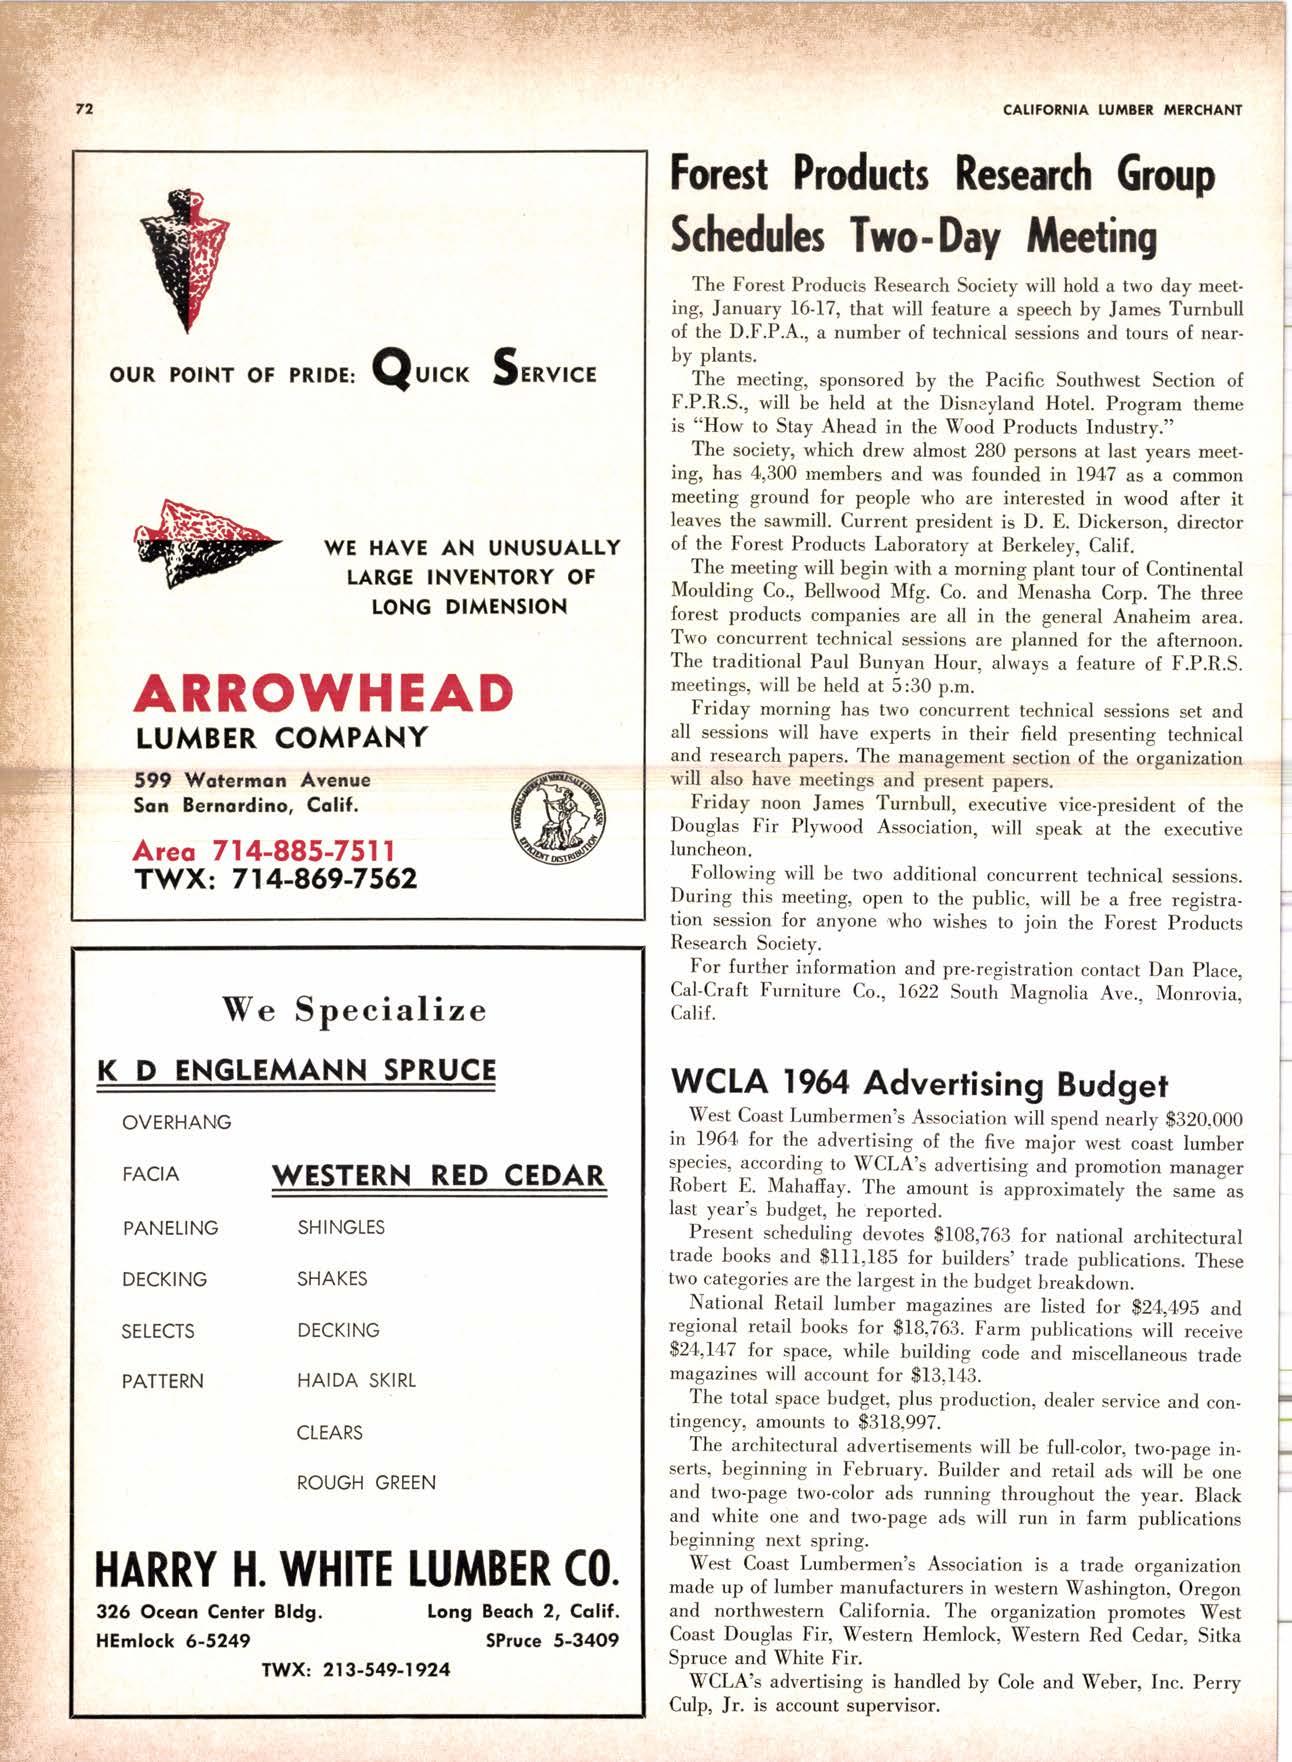 72
CALIFORNIA LUMBER MERCHANT
OUR POINT OF PRIDE: QUICK SERVICE
WE HAVE AN UNUSUALLY
LARGE INVENTORY OF
LONG DIMENSION
ARROWHEAD
LUMBER COMPANY
599 Waterman Avenue
San Bernardino, Calif.
Area 714-885-7511
TWX: 714-869-7562
NATIONAL AMERICAN WHOLESALE LUMBER ASSN.
EFFICIENT DISTRIBUTION
We Specialize
K D ENGLEMANN SPRUCE
OVERHANG
FACIA
WESTERN RED CEDAR
PANELING SHINGLES
DECKING SHAKES
SELECTS DECKING
PATTERN HAIDA SKIRL
CLEARS
ROUGH GREEN
HARRY H. WHITE LUMBER CO.
326 Ocean Center Bldg. Long Beach 2, Calif.
HEmlock 6-5249 SPruce 5-3409
TWX: 213-549-1924
Forest Products Research Group
Schedules Two-Day Meeting
The Forest Products Research Society will hold a two day meet-
ing, January 16-17, that will feature a speech by James Turnbull
of the D.F.P.A., a number of technical sessions and tours of near-
by plants.
The meeting, sponsored by the Pacific Southwest Section of
F.P.R.S., will be held at the Disneyland Hotel. Program theme
is "How to Stay Ahead in the Wood Products Industry."
The society, which drew almost 280 persons at last years meet-
ing, has 4,300 members and was founded in 1947 as a common
meeting ground for people who are interested in wood after it
leaves the sawmill. Current president is D. E. Dickerson, director
of the Forest Products Laboratory at Berkeley, Calif.
The meeting will begin with a morning plant tour of Continental
Moulding Co., Bellwood Mfg. Co. and Menasha Corp. The three
forest products companies are all in the general Anaheim area.
Two concurrent technical sessions are planned for the afternoon.
The traditional Paul Bunyan Hour, always a feature of F.P.R.S.
meetings, will be held at 5:30 p.m.
Friday morning has two concurrent technical sessions set and
all sessions will have experts in their field presenting technical
and research papers. The management section of the organization
will also have meetings and present papers.
Friday noon James Turnbull, executive vice-president of the
Douglas Fir Plywood Association, will speak at the executive
luncheon.
Following will be two additional concurrent technical sessions.
During this meeting, open to the public, will be a free registra-
tion session for anyone who wishes to join the Forest Products
Research Society.
For further information and pre-registration contact Dan Place,
Cal-Craft Furniture Co., 1622 South Magnolia Ave., Monrovia,
Calif.
WCLA 1964 Advertising Budget
West Coast Lumbermen's Association will spend nearly $320,000
in 1964 for the advertising of the five major west coast lumber
species, according to WCLA's advertising and promotion manager
Robert E. Mahaffay. The amount is approximately the same as
last year's budget, he reported.
Present scheduling devotes $108,763 for national architectural
trade books and $111,185 for builders' trade publications. These
two categories are the largest in the budget breakdown.
National Retail lumber magazines are listed for $24,495 and
regional retail books for $18,763. Farm publications will receive
$24,147 for space, while building code and miscellaneous trade
magazines will account for $13,143.
The total space budget, plus production, dealer service and con-
tingency, amounts to $318,997.
The architectural advertisements will be full-color, two-page in-
serts, beginning in February. Builder and retail ads will be one
and two-page two-color ads running throughout the year. Black
and white one and two-page ads will run in farm publications
beginning next spring.
West Coast Lumbermen's Association is a trade organization
made up of lumber manufacturers in western Washington, Oregon
and northwestern California. The organization promotes West
Coast Douglas Fir, Western Hemlock, Western Red Cedar, Sitka
Spruce and White Fir.
WCLA's advertising is handled by Cole and Weber, Inc. Perry
Culp, Jr. is account supervisor.